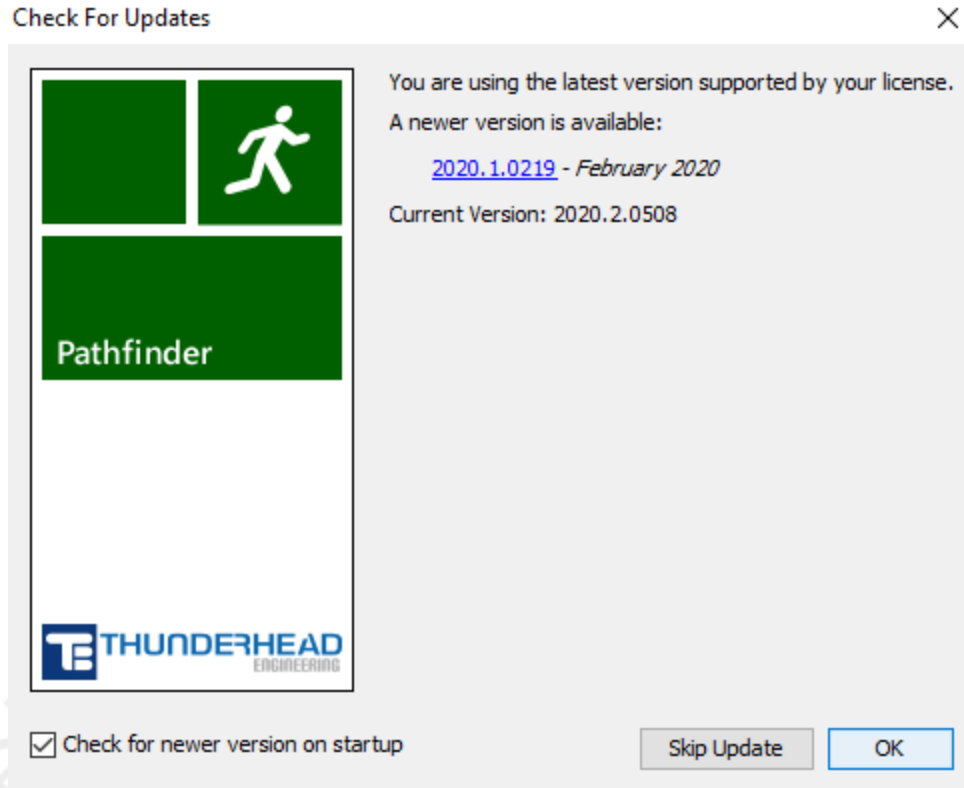 Check For Updates
You are using the latest version supported by your license.
A newer version is available:
2020.1.0219 - February 2020
Current Version: 2020.2.0508
Pathfinder
TE THUNDERHEAD
ENGINEERING
Check for newer version on startup
Skip Update
OK